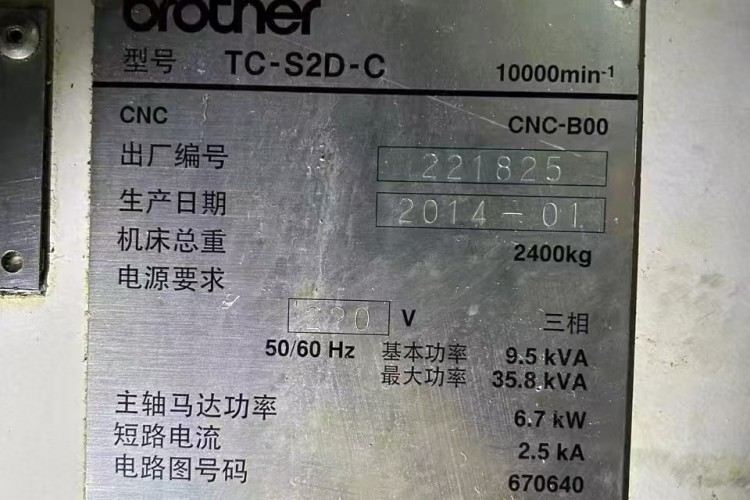 brother
型号 TC-S2D-C 10000min-1
CNC CNC-B00
出厂编号 221825
生产日期 2014-01
机床总重 2400kg
电源要求
220 V 三相
50/60 Hz 基本功率 9.5 kVA
最大功率 35.8 kVA
主轴马达功率 6.7 kW
短路电流 2.5 kA
电路图号码 670640